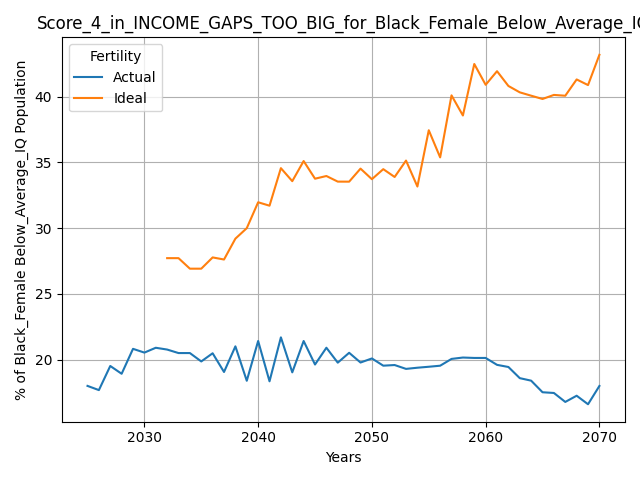 Score_4_in_INCOME_GAPS_TOO_BIG_for_Black_Female_Below_Average_IQ
Fertility
Actual
Ideal
% of Black_Female Below_Average_IQ Population
40
35
30
25
20
2030
2040
2050
2060
2070
Years